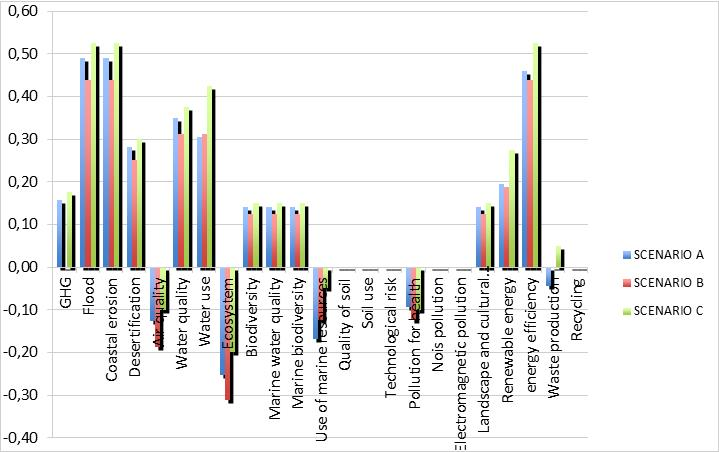 0,60
0,50
0,40
0,30
0,20
0,10
0,00
-0,10
-0,20
-0,30
-0,40
GHG
Flood
Coastal erosion
Desertification
Air quality
Water quality
Water use
Ecosystem
Biodiversity
Marine water quality
Marine biodiversity
Use of marine resources
Quality of soil
Soil use
Technological risk
Pollution for health
Nois pollution
Electromagnetic pollution
Landscape and cultural...
Renewable energy
energy efficiency
Waste production
Recycling
SCENARIO A
SCENARIO B
SCENARIO C